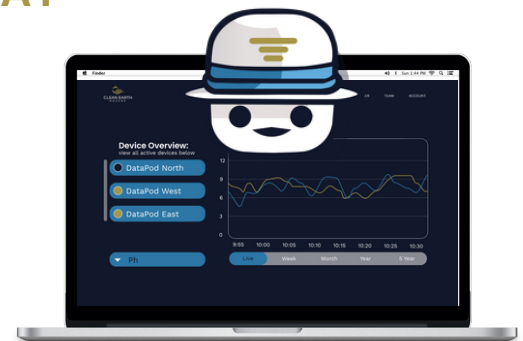 Finder
Sun 1:44 PM
CLEAN EARTH
US TEAM ACCOUNT
Device Overview:
view all active devices below
DataPod North
DataPod West
DataPod East
Ph
12
9
6
3
0
9:55 10:00 10:05 10:10 10:15 10:20 10:25 10:30
Live Week Month Year 5 Year